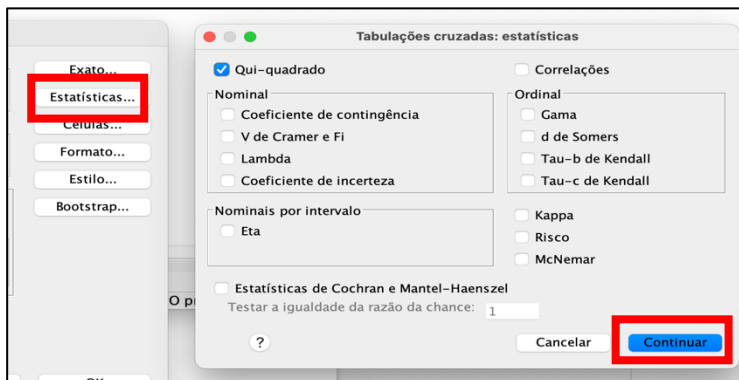 Exato...
Estatísticas...
Células...
Formato...
Estilo...
Bootstrap...
Tabulações cruzadas: estatísticas
Qui-quadrado
Correlações
Nominal
Coeficiente de contingência
V de Cramer e Fi
Lambda
Coeficiente de incerteza
Ordinal
Gama
d de Somers
Tau-b de Kendall
Tau-c de Kendall
Nominais por intervalo
Eta
Kappa
Risco
McNemar
Estatísticas de Cochran e Mantel-Haenszel
Testar a igualdade da razão da chance: 1
?
Cancelar
Continuar
O p